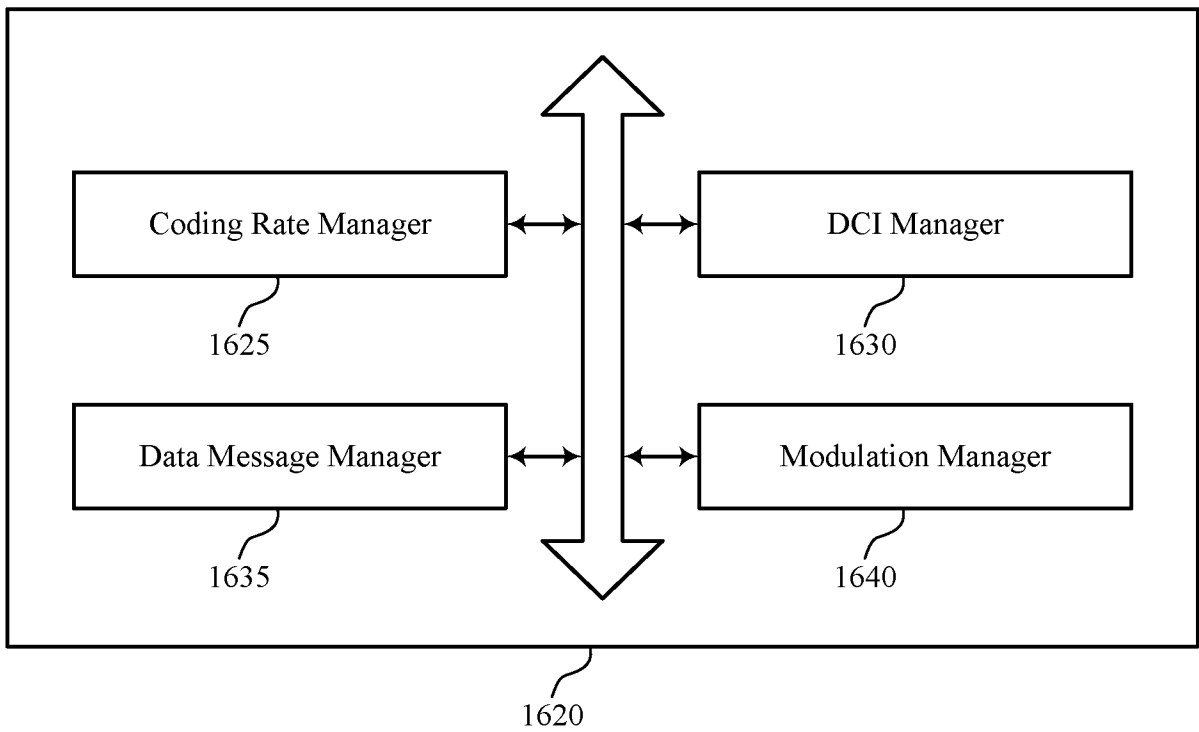 Coding Rate Manager
DCI Manager
1625
1630
Data Message Manager
Modulation Manager
1635
1640
1620